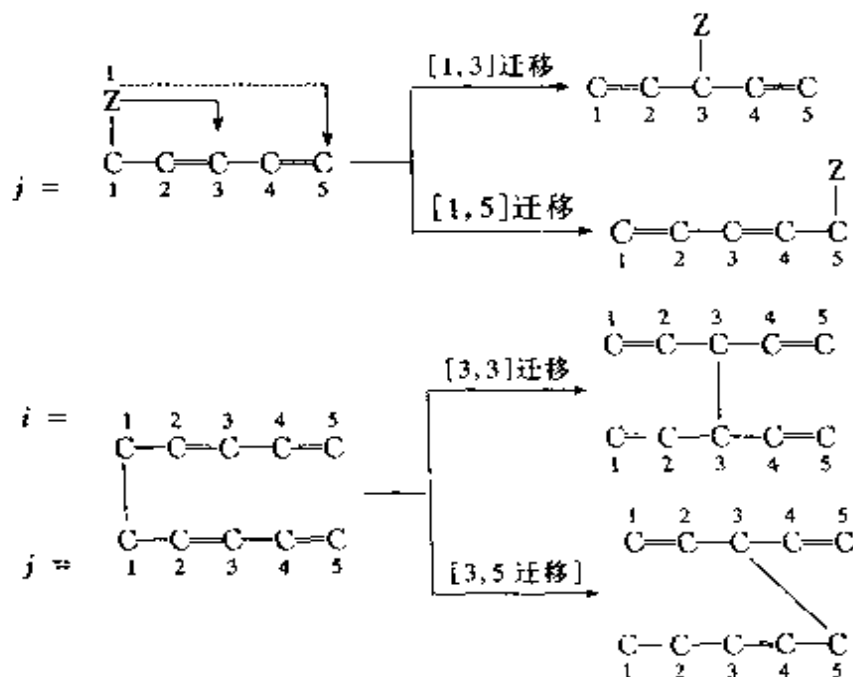 Z
1
[1,3]迁移
Z
C=C-C-C=C
1 2 3 4 5
C-C=C-C=C
j = 1 2 3 4 5
Z
[1,5]迁移
C=C-C=C-C
1 2 3 4 5
1 2 3 4 5
C=C-C-C=C
[3,3]迁移
i = 1 2 3 4 5
C-C=C-C=C
C-C-C-C=C
1 2 3 4 5
1 2 3 4 5
C=C-C-C=C
C-C=C-C=C
j = 1 2 3 4 5
[3,5迁移]
C-C-C-C-C
1 2 3 4 5